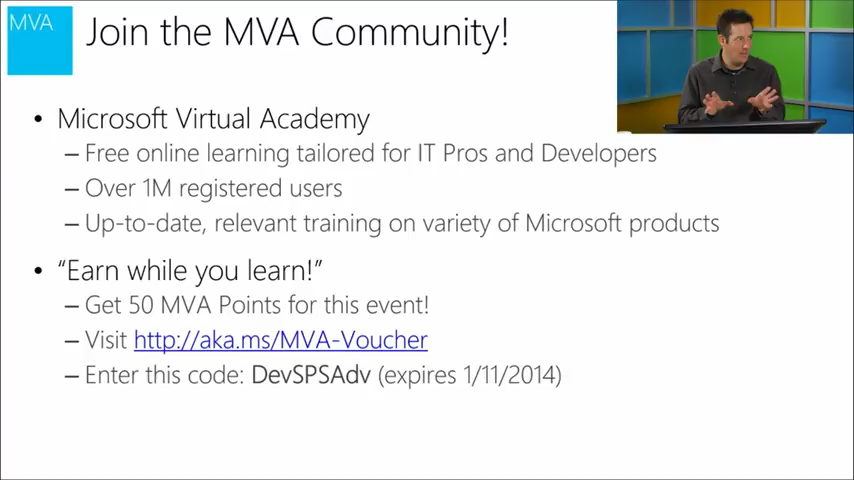 MVA
Join the MVA Community!
• Microsoft Virtual Academy
– Free online learning tailored for IT Pros and Developers
– Over 1M registered users
– Up-to-date, relevant training on variety of Microsoft products
• “Earn while you learn!”
– Get 50 MVA Points for this event!
– Visit http://aka.ms/MVA-Voucher
– Enter this code: DevSPSAdv (expires 1/11/2014)